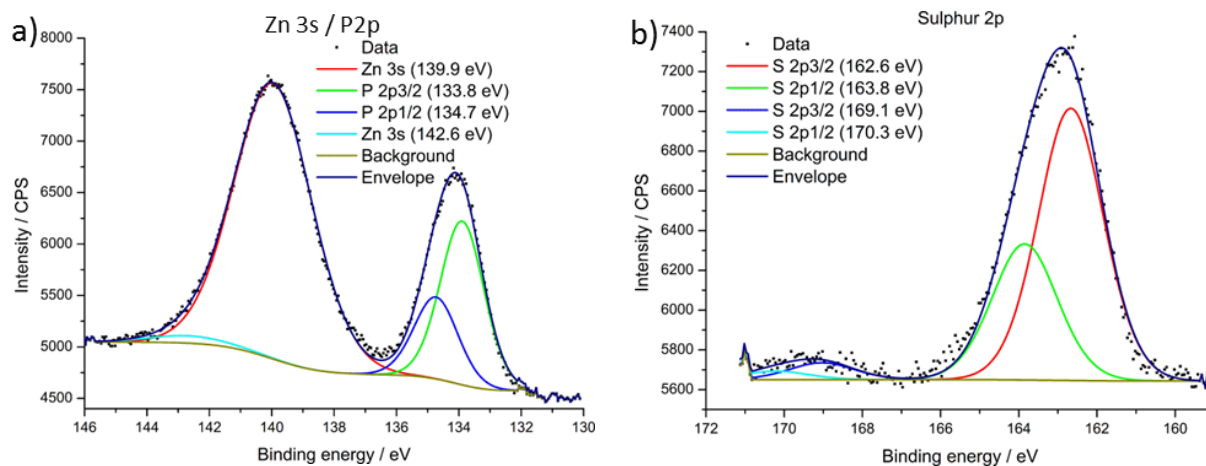 a)
Zn 3s / P2p
Data
Zn 3s (139.9 eV)
P 2p3/2 (133.8 eV)
P 2p1/2 (134.7 eV)
Zn 3s (142.6 eV)
Background
Envelope
8000
7500
7000
6500
6000
5500
5000
4500
Intensity / CPS
146 144 142 140 138 136 134 132 130
Binding energy / eV
b)
Sulphur 2p
Data
S 2p3/2 (162.6 eV)
S 2p1/2 (163.8 eV)
S 2p3/2 (169.1 eV)
S 2p1/2 (170.3 eV)
Background
Envelope
7400
7200
7000
6800
6600
6400
6200
6000
5800
5600
Intensity / CPS
172 170 168 166 164 162 160
Binding energy / eV